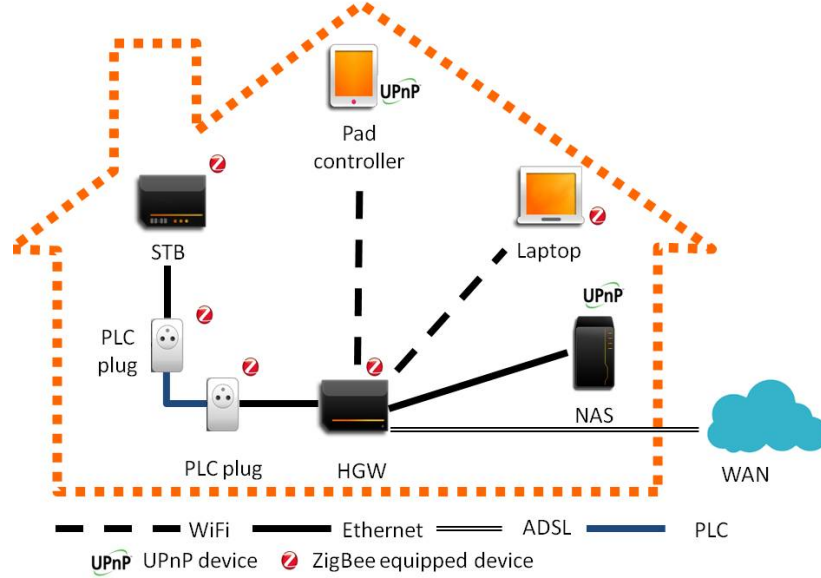 UPnP
Pad
controller
Z
STB
Z
Laptop
UPnP
Z
PLC
plug
Z
Z
NAS
PLC plug
HGW
WAN
WiFi Ethernet ADSL PLC
UPnP UPnP device Z ZigBee equipped device